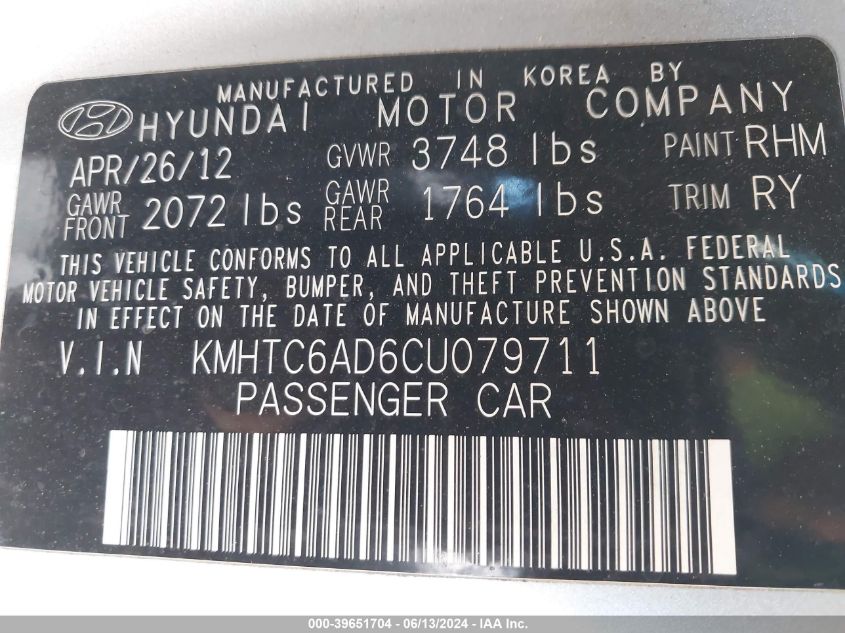 MANUFACTURED IN KOREA BY
HYUNDAI MOTOR COMPANY
APR/26/12 GVWR 3748 lbs PAINT RHM
GAWR FRONT 2072 lbs GAWR REAR 1764 lbs TRIM RY
THIS VEHICLE CONFORMS TO ALL APPLICABLE U.S.A. FEDERAL
MOTOR VEHICLE SAFETY, BUMPER, AND THEFT PREVENTION STANDARDS
IN EFFECT ON THE DATE OF MANUFACTURE SHOWN ABOVE
V.I.N KMHTC6AD6CU079711
PASSENGER CAR
000-39651704 - 06/13/2024 - IAA Inc.